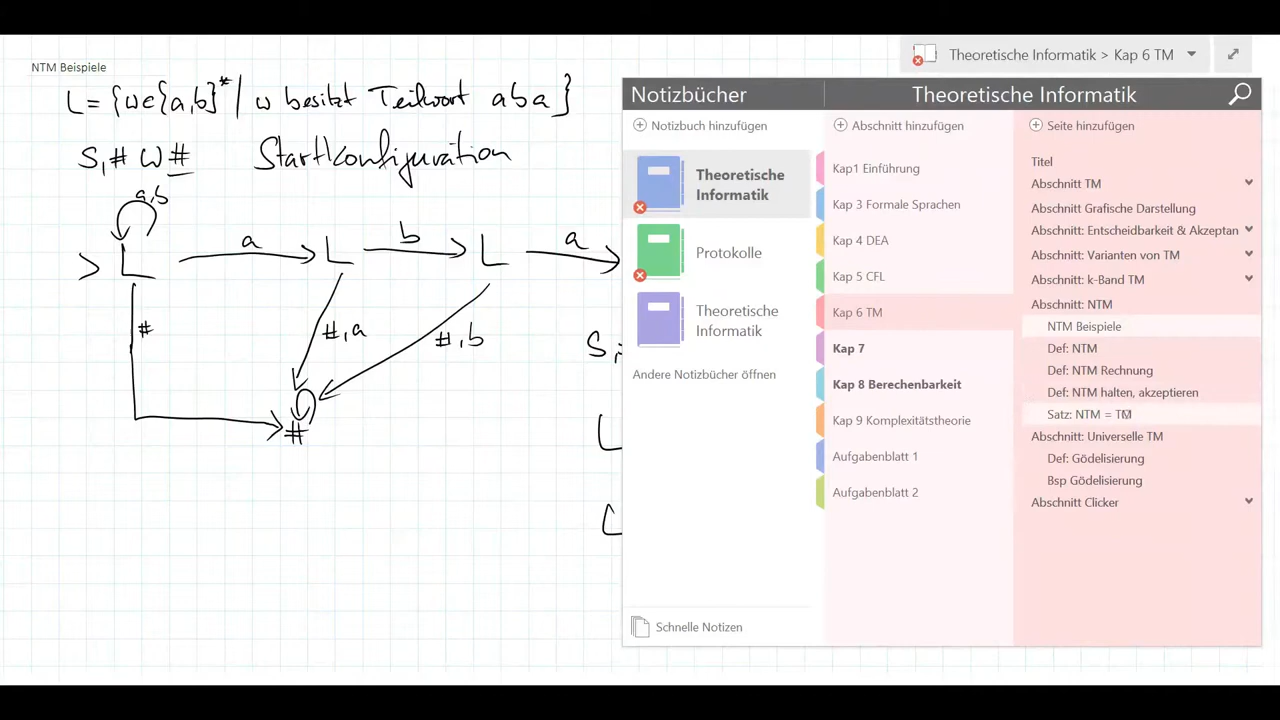 NTM Beispiele
L = {w∈{a,b}* | w besitzt Teilwort aba}
s, # w # Startkonfiguration
a,b
> L a L b L a
#
#, a
#, b
#
s,
L
Theoretische Informatik > Kap 6 TM
Notizbücher
Notizbuch hinzufügen
Theoretische
Informatik
Protokolle
Theoretische
Informatik
Andere Notizbücher öffnen
Schnelle Notizen
Theoretische Informatik
Abschnitt hinzufügen
Kap1 Einführung
Kap 3 Formale Sprachen
Kap 4 DEA
Kap 5 CFL
Kap 6 TM
Kap 7
Kap 8 Berechenbarkeit
Kap 9 Komplexitätstheorie
Aufgabenblatt 1
Aufgabenblatt 2
Seite hinzufügen
Titel
Abschnitt TM
Abschnitt Grafische Darstellung
Abschnitt: Entscheidbarkeit & Akzeptan
Abschnitt: Varianten von TM
Abschnitt: k-Band TM
Abschnitt: NTM
NTM Beispiele
Def: NTM
Def: NTM Rechnung
Def: NTM halten, akzeptieren
Satz: NTM = TM
Abschnitt: Universelle TM
Def: Gödelisierung
Bsp Gödelisierung
Abschnitt Clicker